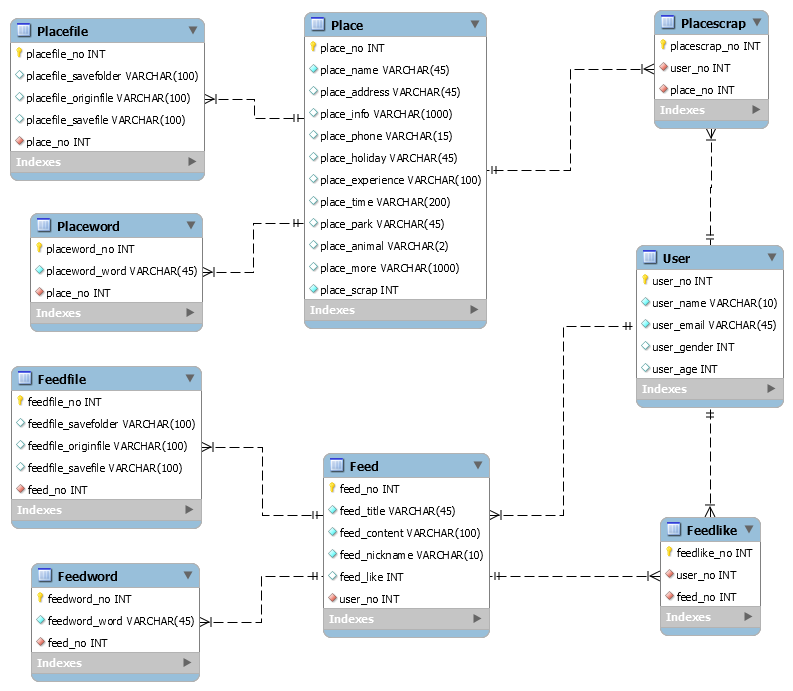 Placefile
placefile_no INT
placefile_savefolder VARCHAR(100)
placefile_originfile VARCHAR(100)
placefile_savefile VARCHAR(100)
place_no INT
Indexes
Place
place_no INT
place_name VARCHAR(45)
place_address VARCHAR(45)
place_info VARCHAR(1000)
place_phone VARCHAR(15)
place_holiday VARCHAR(45)
place_experience VARCHAR(100)
place_time VARCHAR(200)
place_park VARCHAR(45)
place_animal VARCHAR(2)
place_more VARCHAR(1000)
place_scrap INT
Indexes
Placescrap
placescrap_no INT
user_no INT
place_no INT
Indexes
Placeword
placeword_no INT
placeword_word VARCHAR(45)
place_no INT
Indexes
User
user_no INT
user_name VARCHAR(10)
user_email VARCHAR(45)
user_gender INT
user_age INT
Indexes
Feedfile
feedfile_no INT
feedfile_savefolder VARCHAR(100)
feedfile_originfile VARCHAR(100)
feedfile_savefile VARCHAR(100)
feed_no INT
Indexes
Feed
feed_no INT
feed_title VARCHAR(45)
feed_content VARCHAR(100)
feed_nickname VARCHAR(10)
feed_like INT
user_no INT
Indexes
Feedlike
feedlike_no INT
user_no INT
feed_no INT
Indexes
Feedword
feedword_no INT
feedword_word VARCHAR(45)
feed_no INT
Indexes